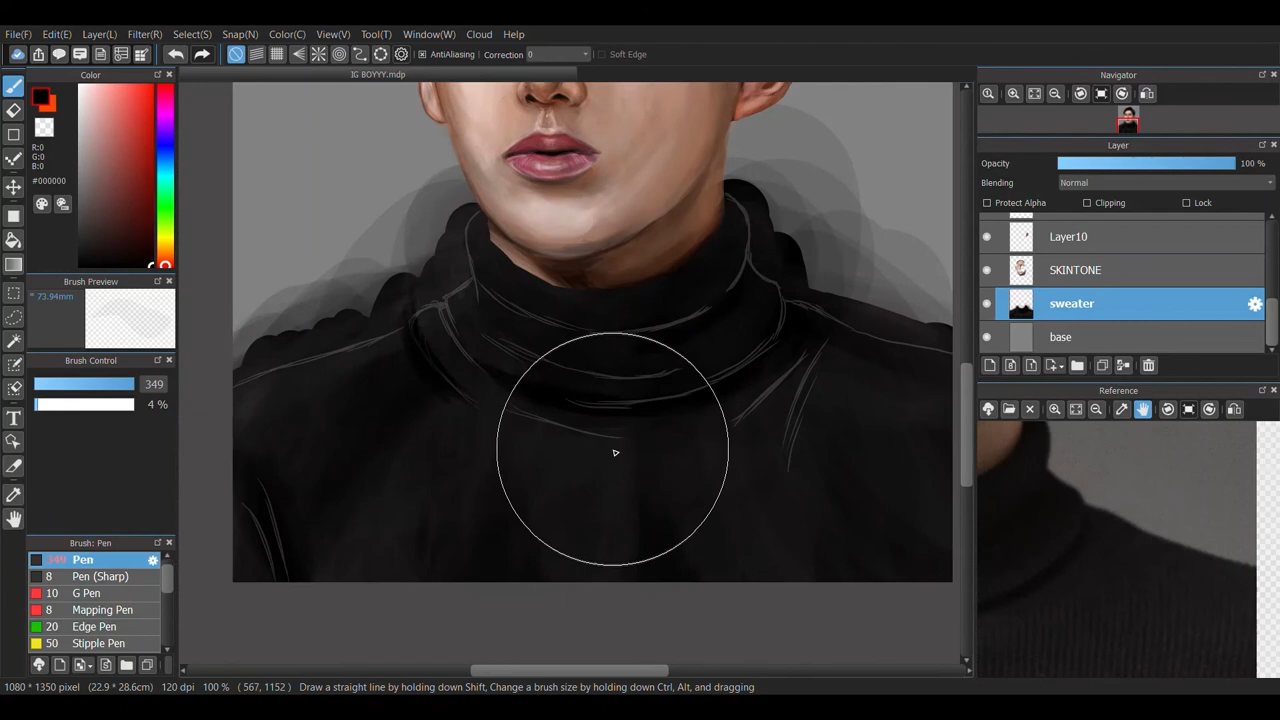 File(F) Edit(E) Layer(L) Filter(R) Select(S) Snap(N) Color(C) View(V) Tool(T) Window(W) Cloud Help
AntiAliasing Correction 0 Soft Edge
Color
IG BOYYY.mdp
Navigator
R:0
G:0
B:0
#000000
Layer
Opacity 100 %
Blending Normal
Protect Alpha Clipping Lock
Layer10
SKINTONE
sweater
base
Brush Preview
73.94mm
Brush Control
349
4 %
Reference
Brush: Pen
349 Pen
8 Pen (Sharp)
10 G Pen
8 Mapping Pen
20 Edge Pen
50 Stipple Pen
1080 * 1350 pixel (22.9 * 28.6cm) 120 dpi 100 % ( 567, 1152 ) Draw a straight line by holding down Shift, Change a brush size by holding down Ctrl, Alt, and dragging